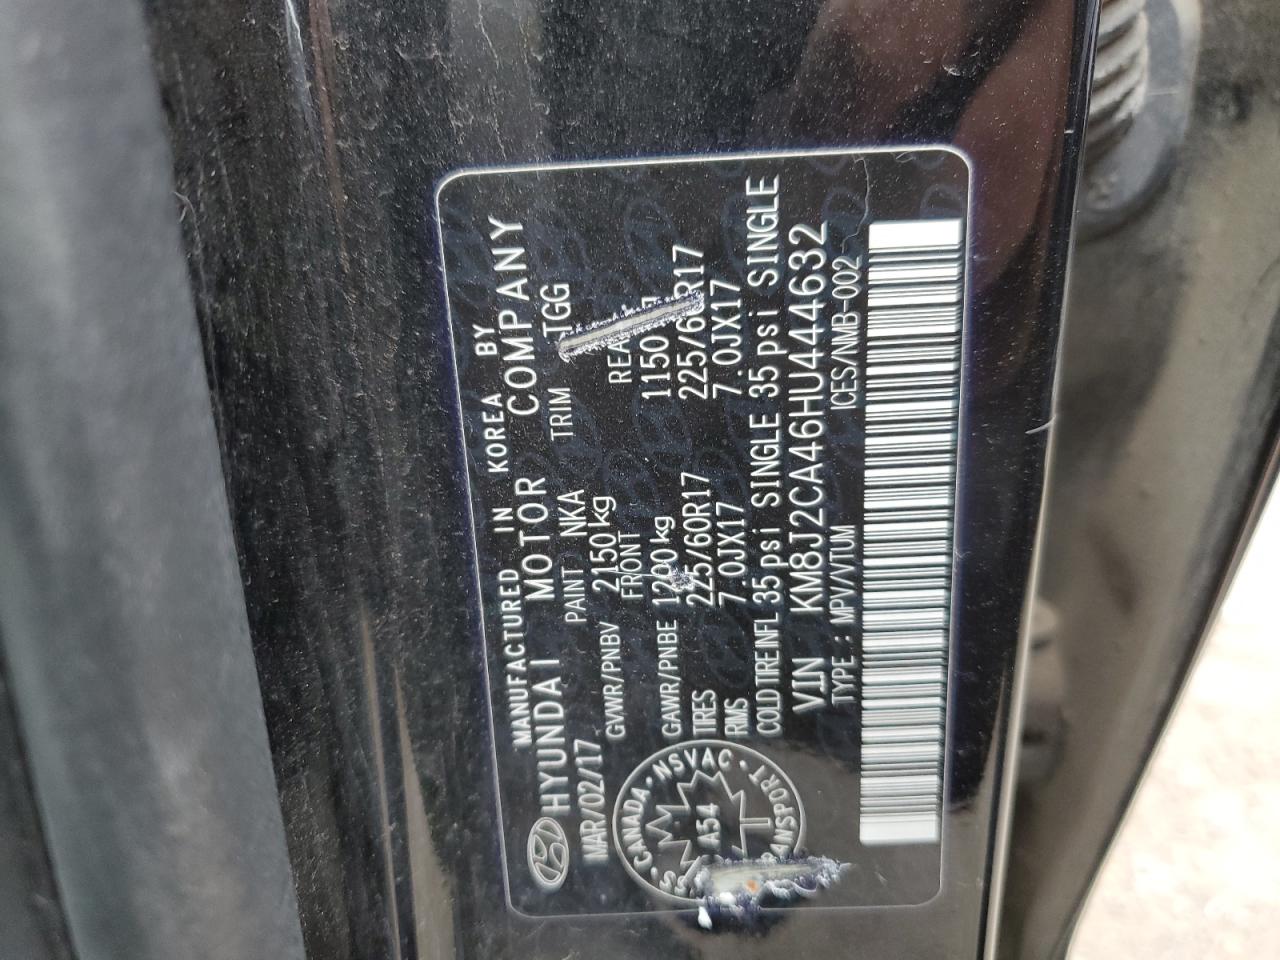 MANUFACTURED IN KOREA BY
HYUNDAI MOTOR COMPANY
MAR/02/17 PAINT NKA TRIM TGG
GVWR/PNBV 2150kg
FRONT
GAWR/PNBE 1200kg 1150
TIRES 225/60R17 225/60R17
RIMS 7.0JX17 7.0JX17
COLD TIRE INFL 35 psi SINGLE 35 psi SINGLE
VIN KM8J2CA46HU444632
TYPE : MPV/VTUM ICES/NMB-002
CANADA · NSVAC ·
A54